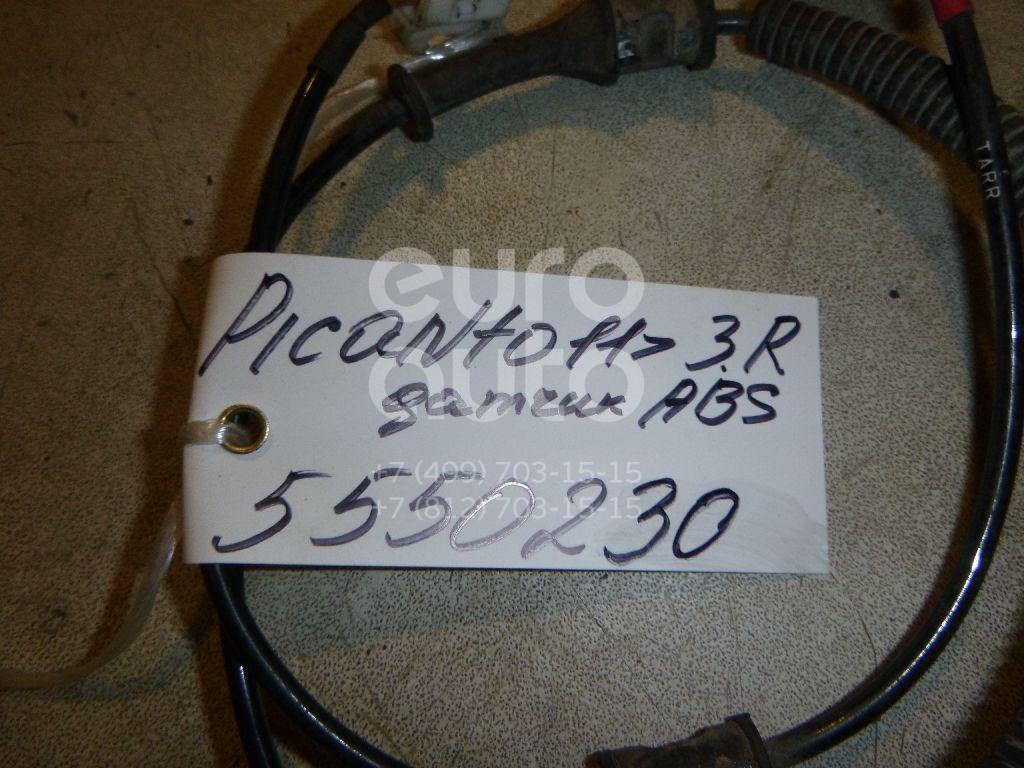 TARR
euro
auto
Picanto 11> З.R
датчик ABS
+7 (499) 703-15-15
5550230
+7 (812) 703-15-15